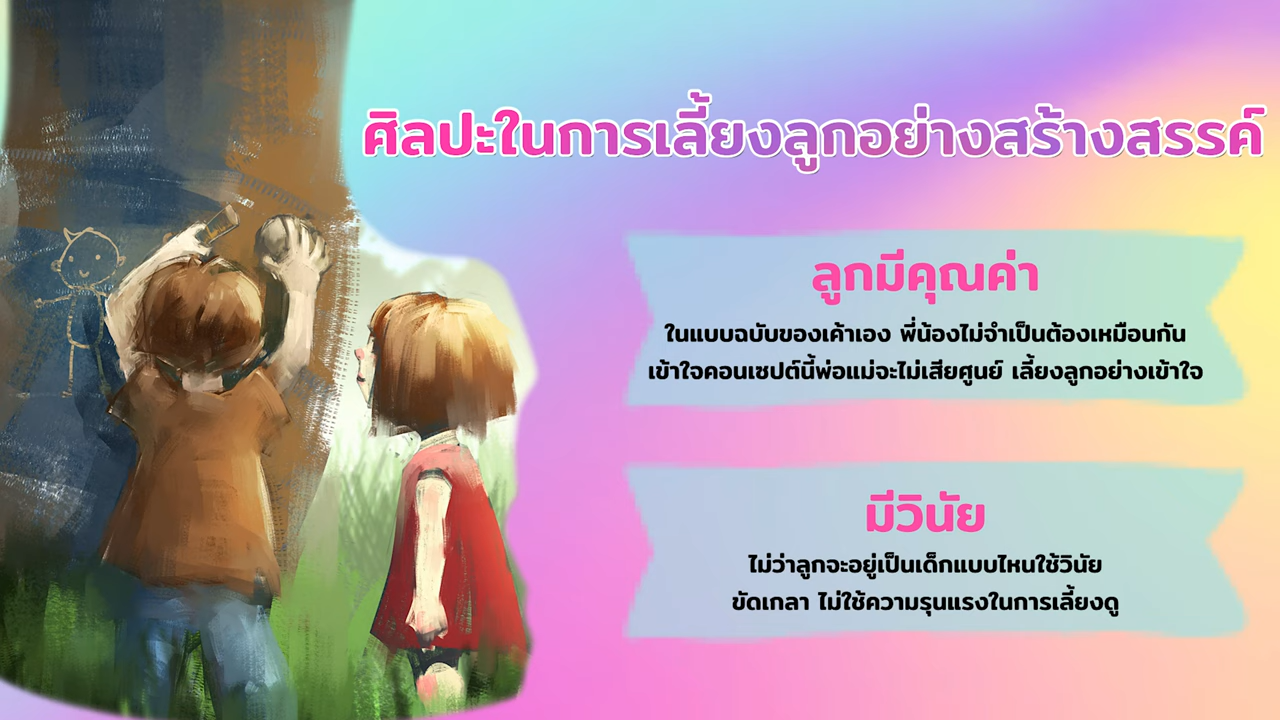 ศิลปะในการเลี้ยงลูกอย่างสร้างสรรค์
ลูกมีคุณค่า
ในแบบฉบับของเค้าเอง พี่น้องไม่จำเป็นต้องเหมือนกัน
เข้าใจคอนเซปต์นี้พ่อแม่จะไม่เสียศูนย์ เลี้ยงลูกอย่างเข้าใจ
มีวินัย
ไม่ว่าลูกจะอยู่เป็นเด็กแบบไหนใช้วินัย
ขัดเกลา ไม่ใช้ความรุนแรงในการเลี้ยงดู